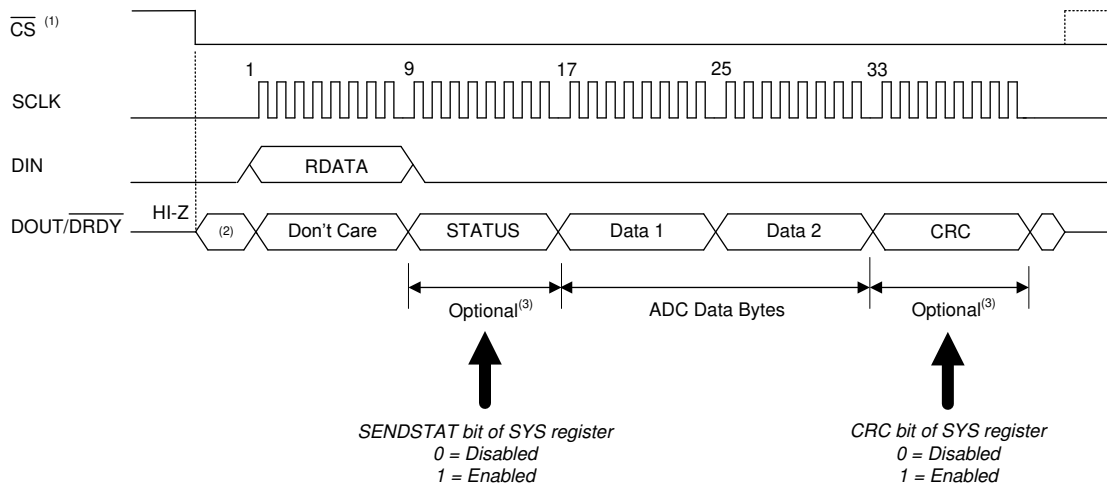 CS (1)
1 9 17 25 33
SCLK
DIN RDATA
DOUT/DRDY HI-Z (2) Don't Care STATUS Data 1 Data 2 CRC
Optional(3) ADC Data Bytes Optional(3)
SENDSTAT bit of SYS register
0 = Disabled
1 = Enabled
CRC bit of SYS register
0 = Disabled
1 = Enabled